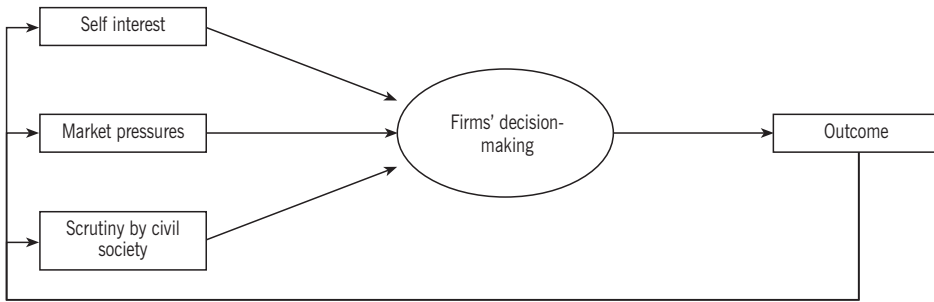 Self interest
Market pressures
Scrutiny by civil
society
Firms’ decision-
making
Outcome